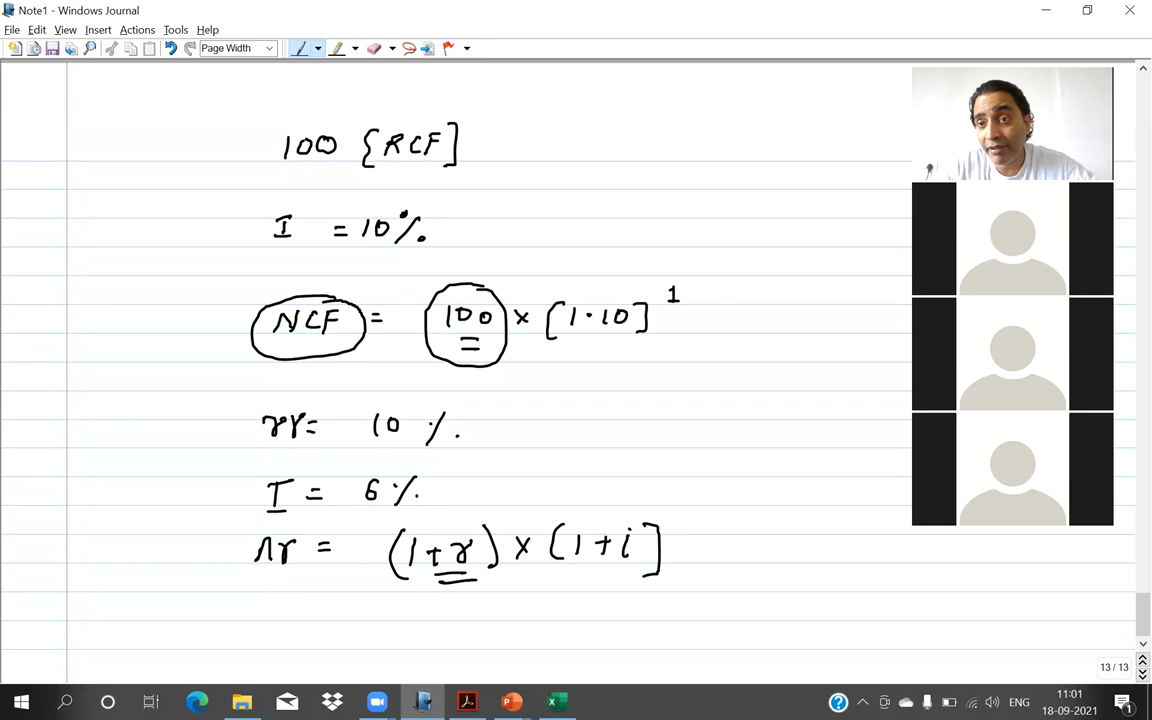 Note1 - Windows Journal
File Edit View Insert Actions Tools Help
Page Width
100 {RCF]
I = 10%.
NCF = 100 × [1.10]¹
rr = 10 %.
I = 6 %.
nr = (1+r) × (1+i]
13 / 13
ENG
11:01
18-09-2021
1